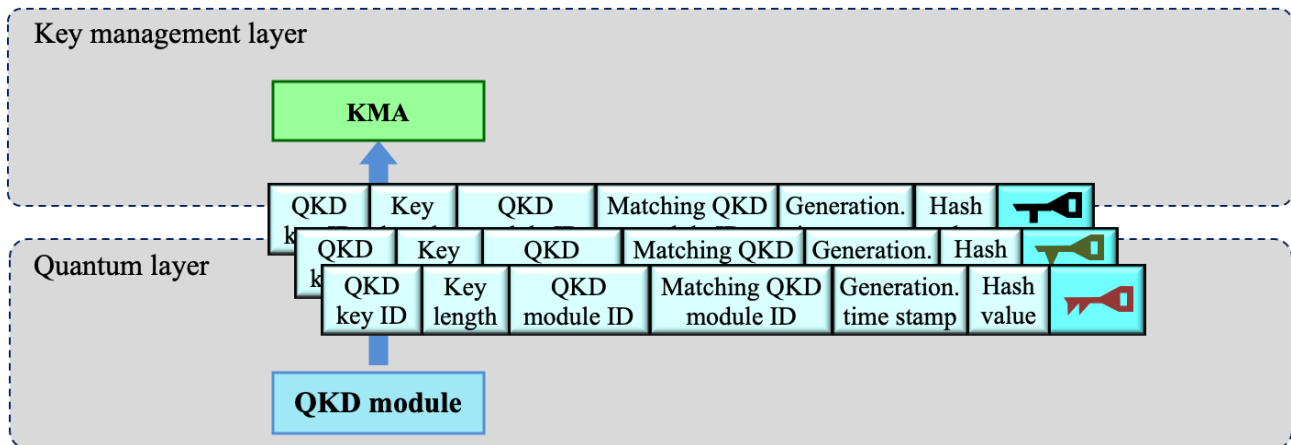 Key management layer
KMA
QKD
Key
QKD
Matching QKD
Generation.
Hash
QKD
Key
QKD
Matching QKD
Generation.
Hash
Quantum layer
QKD
key ID
Key
length
QKD
module ID
Matching QKD
module ID
Generation.
time stamp
Hash
value
QKD module